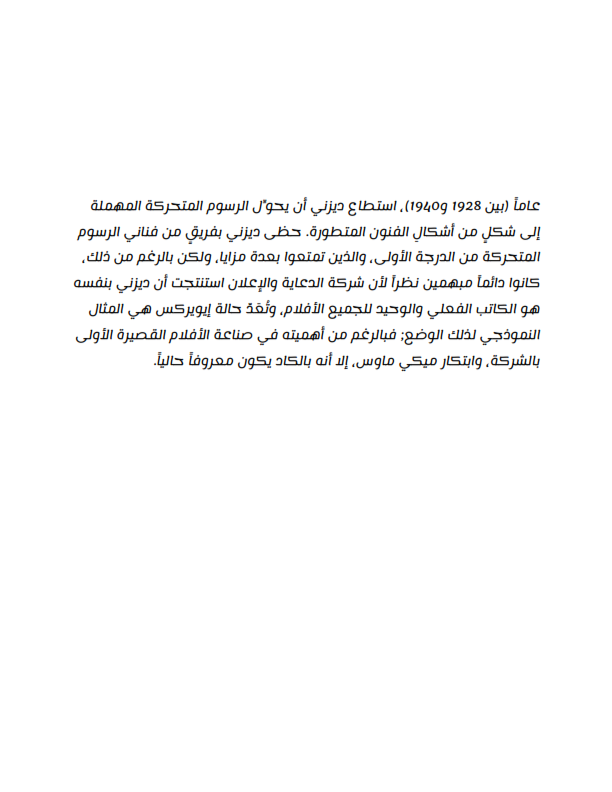 عاماً (بين 1928 و1940)، استطاع ديزني أن يحوّل الرسوم المتحركة المهملة
إلى شكلٍ من أشكالِ الفنون المتطورة. حظى ديزني بفريقٍ من فناني الرسوم
المتحركة من الدرجة الأولى، والذين تمتعوا بعدة مزايا، ولكن بالرغم من ذلك،
كانوا دائماً مبهمين نظراً لأن شركة الدعاية والإعلان استنتجت أن ديزني بنفسه
هو الكاتب الفعلي والوحيد للجميع الأفلام، وتُعَدّ حالة إيويركس هي المثال
النموذجي لذلك الوضع؛ فبالرغم من أهميته في صناعة الأفلام القصيرة الأولى
بالشركة، وابتكار ميكي ماوس، إلا أنه بالكاد يكون معروفاً حالياً.